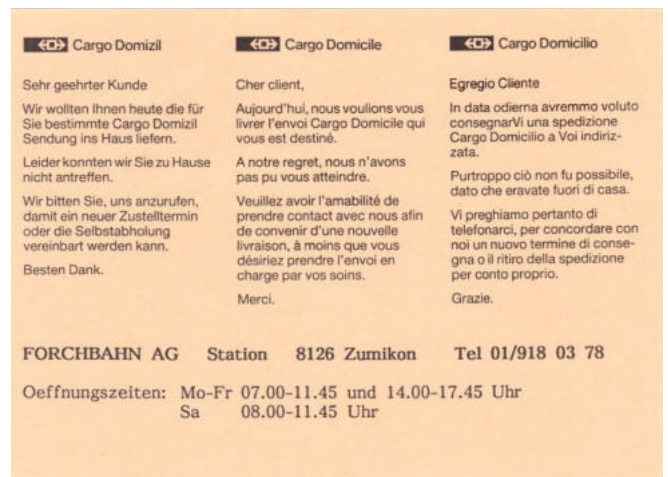 Cargo Domizil
Sehr geehrter Kunde
Wir wollten Ihnen heute die für
Sie bestimmte Cargo Domizil
Sendung ins Haus liefern.
Leider konnten wir Sie zu Hause
nicht antreffen.
Wir bitten Sie, uns anzurufen,
damit ein neuer Zustelltermin
oder die Selbstabholung
vereinbart werden kann.
Besten Dank.
Cargo Domicile
Cher client,
Aujourd'hui, nous voulions vous
livrer l'envoi Cargo Domicile qui
vous est destiné.
A notre regret, nous n'avons
pas pu vous atteindre.
Veuillez avoir l'amabilité de
prendre contact avec nous afin
de convenir d'une nouvelle
livraison, à moins que vous
désiriez prendre l'envoi en
charge par vos soins.
Merci.
Cargo Domicilio
Egregio Cliente
In data odierna avremmo voluto
consegnarVi una spedizione
Cargo Domicilio a Voi indiriz-
zata.
Purtroppo ciò non fu possibile,
dato che eravate fuori di casa.
Vi preghiamo pertanto di
telefonarci, per concordare con
noi un nuovo termine di conse-
gna o il ritiro della spedizione
per conto proprio.
Grazie.
FORCHBAHN AG Station 8126 Zumikon Tel 01/918 03 78
Oeffnungszeiten: Mo-Fr 07.00-11.45 und 14.00-17.45 Uhr
Sa 08.00-11.45 Uhr